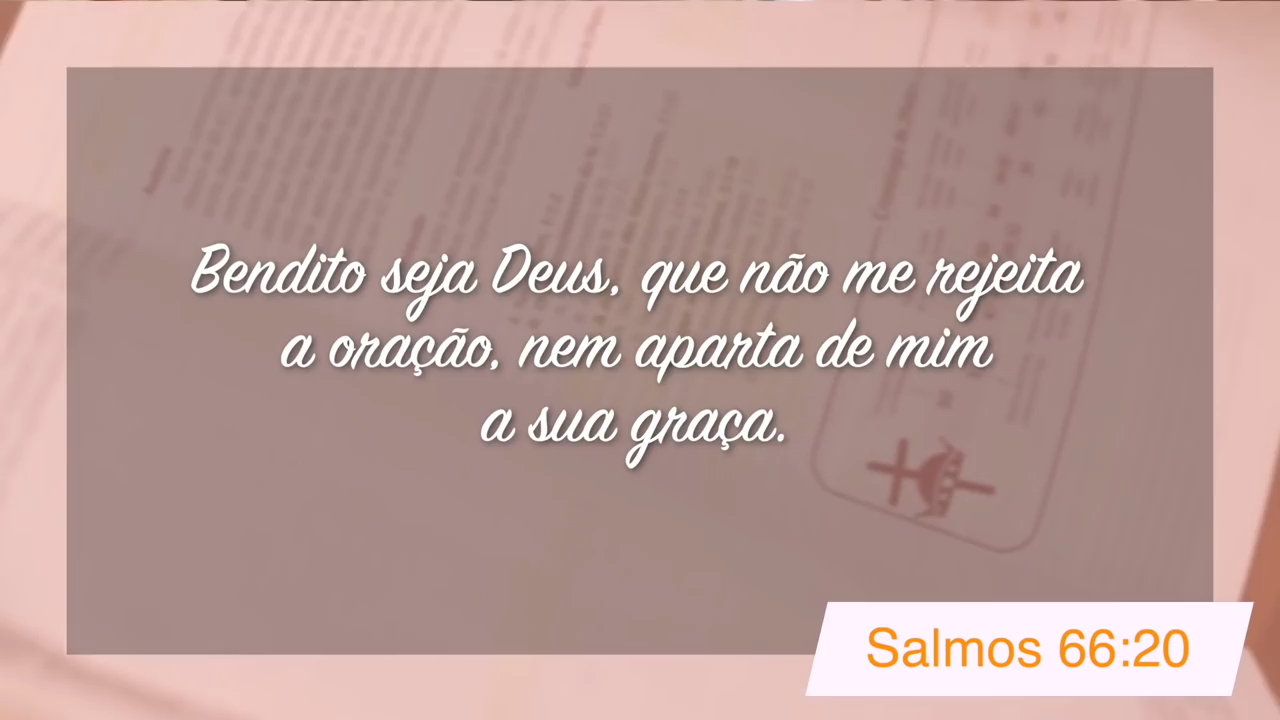 Bendito seja Deus, que não me rejeita
a oração, nem aparta de mim
a sua graça.
Salmos 66:20